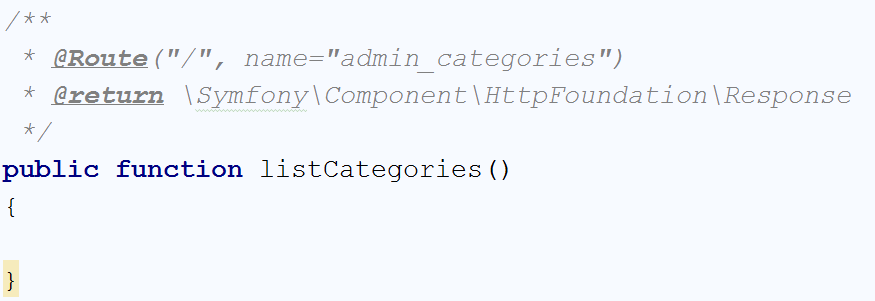 /**
 * @Route("/", name="admin_categories")
 * @return \Symfony\Component\HttpFoundation\Response
 */
public function listCategories()
{
}